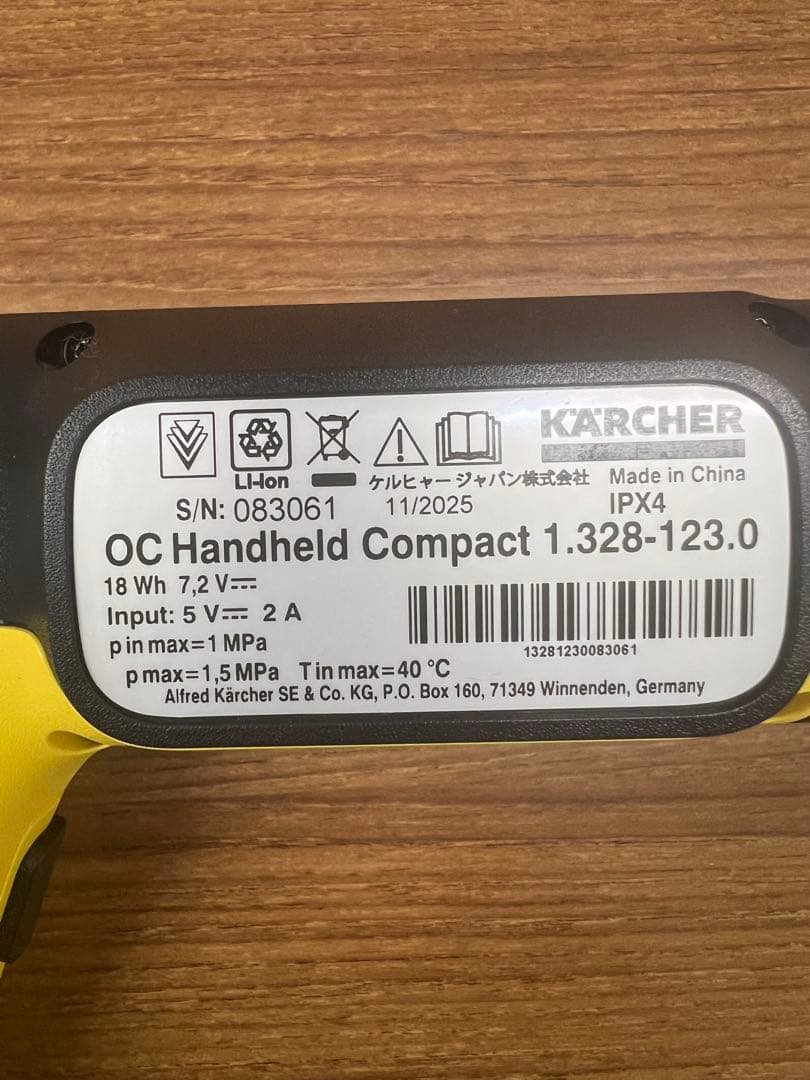 KÄRCHER
Li-Ion
ケルヒャー ジャパン株式会社 Made in China
S/N: 083061 11/2025 IPX4
OC Handheld Compact 1.328-123.0
18 Wh 7,2 V⎓
Input: 5 V⎓ 2 A
p in max=1 MPa
13281230083061
p max=1,5 MPa T in max=40 °C
Alfred Kärcher SE & Co. KG, P.O. Box 160, 71349 Winnenden, Germany